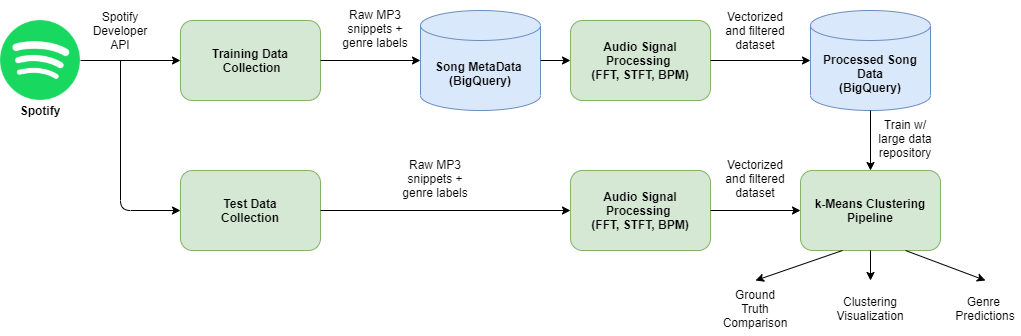 Spotify
Developer
API
Spotify
Training Data
Collection
Raw MP3
snippets +
genre labels
Song MetaData
(BigQuery)
Audio Signal
Processing
(FFT, STFT, BPM)
Vectorized
and filtered
dataset
Processed Song
Data
(BigQuery)
Train w/
large data
repository
Test Data
Collection
Raw MP3
snippets +
genre labels
Audio Signal
Processing
(FFT, STFT, BPM)
Vectorized
and filtered
dataset
k-Means Clustering
Pipeline
Ground
Truth
Comparison
Clustering
Visualization
Genre
Predictions